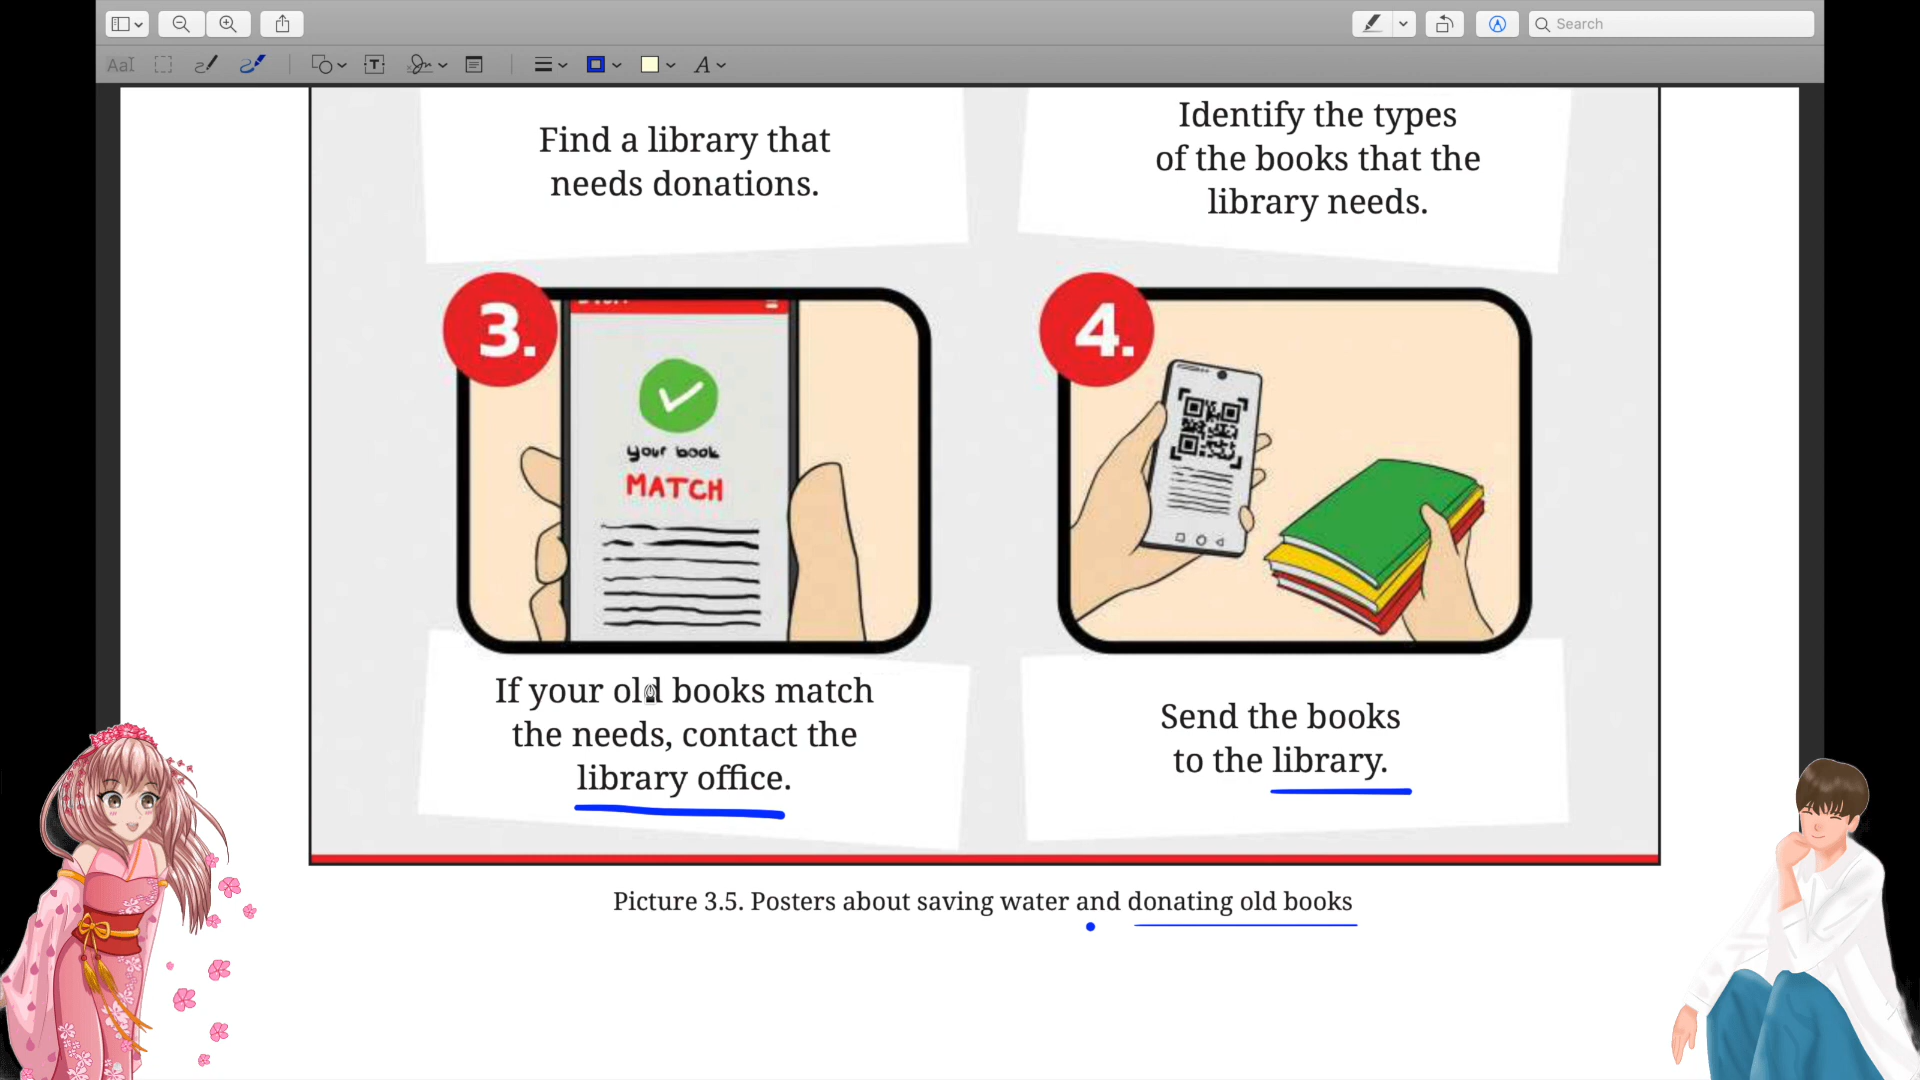 Search
AaI
T
A
Find a library that
needs donations.
Identify the types
of the books that the
library needs.
3.
your book
MATCH
4.
If your old books match
the needs, contact the
library office.
Send the books
to the library.
Picture 3.5. Posters about saving water and donating old books